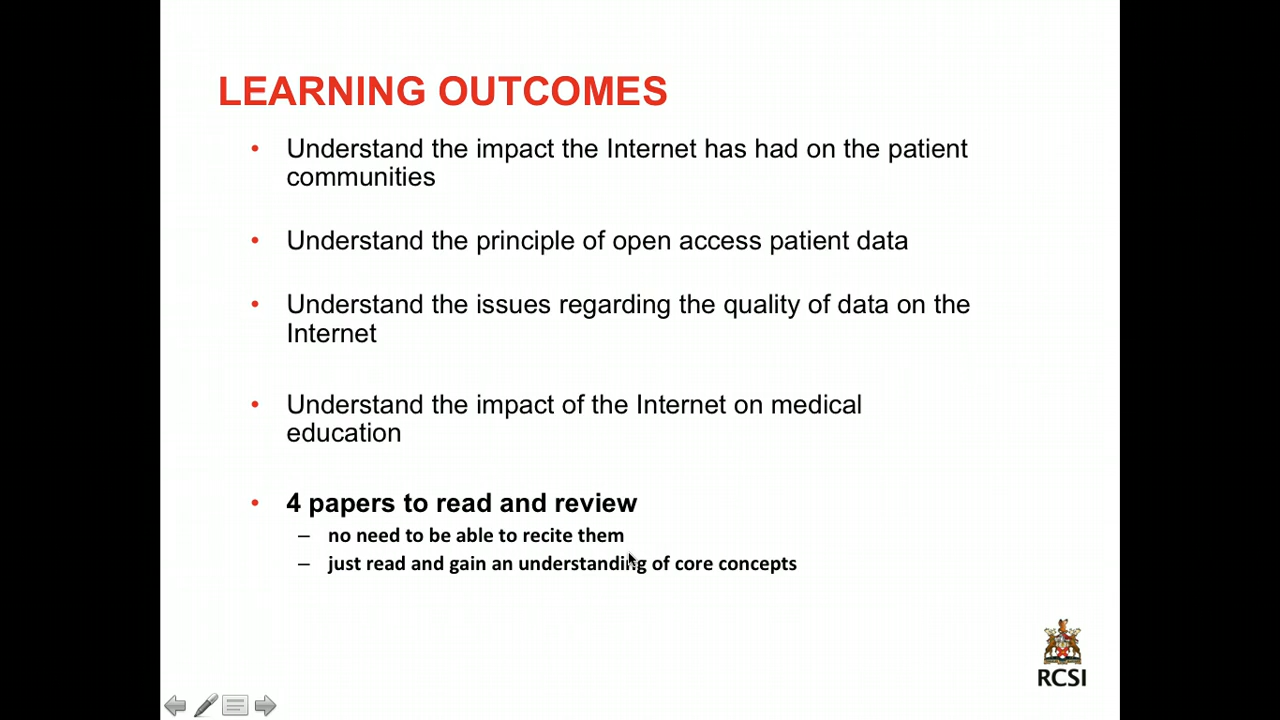 LEARNING OUTCOMES
• Understand the impact the Internet has had on the patient
communities
• Understand the principle of open access patient data
• Understand the issues regarding the quality of data on the
Internet
• Understand the impact of the Internet on medical
education
• 4 papers to read and review
– no need to be able to recite them
– just read and gain an understanding of core concepts
RCSI